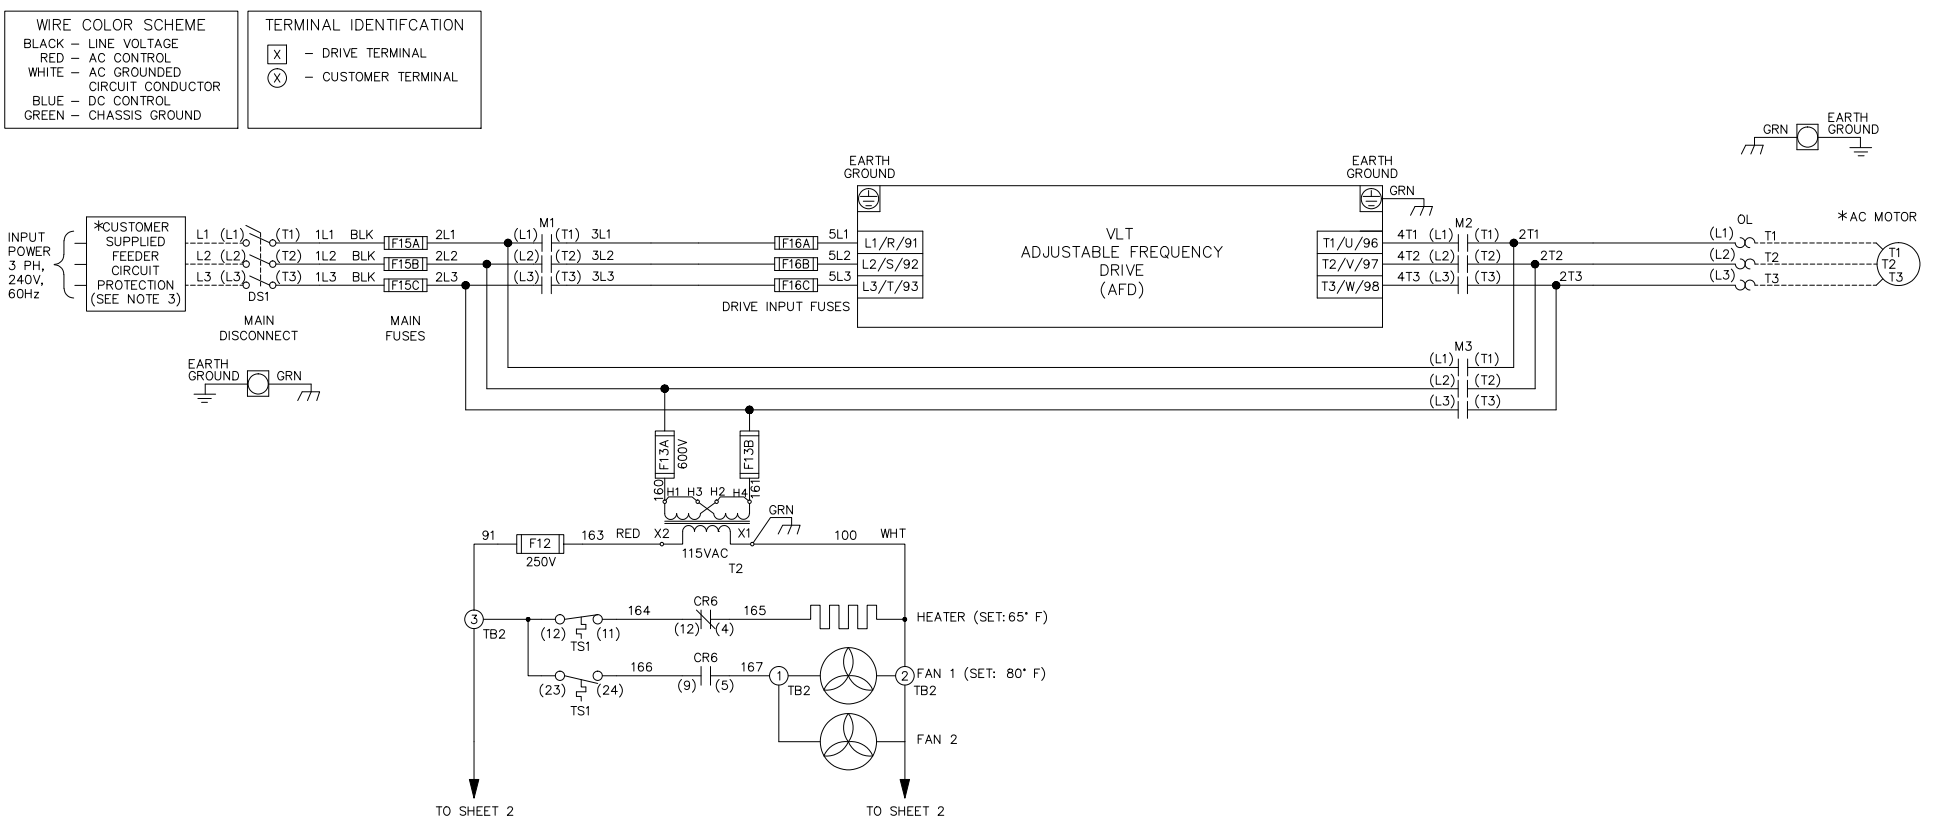 WIRE COLOR SCHEME
BLACK – LINE VOLTAGE
RED – AC CONTROL
WHITE – AC GROUNDED
CIRCUIT CONDUCTOR
BLUE – DC CONTROL
GREEN – CHASSIS GROUND
TERMINAL IDENTIFCATION
X – DRIVE TERMINAL
X – CUSTOMER TERMINAL
GRN
EARTH
GROUND
INPUT
POWER
3 PH,
240V,
60Hz
*CUSTOMER
SUPPLIED
FEEDER
CIRCUIT
PROTECTION
(SEE NOTE 3)
L1 (L1) (T1) 1L1 BLK F15A 2L1 (L1) M1 (T1) 3L1 F16A 5L1 L1/R/91
L2 (L2) (T2) 1L2 BLK F15B 2L2 (L2) (T2) 3L2 F16B 5L2 L2/S/92
L3 (L3) (T3) 1L3 BLK F15C 2L3 (L3) (T3) 3L3 F16C 5L3 L3/T/93
DS1
MAIN
DISCONNECT
MAIN
FUSES
DRIVE INPUT FUSES
EARTH
GROUND
VLT
ADJUSTABLE FREQUENCY
DRIVE
(AFD)
EARTH
GROUND
GRN
T1/U/96 4T1 (L1) M2 (T1) 2T1 (L1) OL T1
T2/V/97 4T2 (L2) (T2) 2T2 (L2) T2
T3/W/98 4T3 (L3) (T3) 2T3 (L3) T3
*AC MOTOR
T1
T2
T3
EARTH
GROUND
GRN
M3
(L1) (T1)
(L2) (T2)
(L3) (T3)
F13A
600V
F13B
160
161
H1 H3 H2 H4
GRN
91 F12 163 RED X2 X1 100 WHT
250V
115VAC
T2
3
TB2
164 CR6 165
(12) (11) (12) (4)
TS1
HEATER (SET: 65° F)
166 CR6 167 1 2 FAN 1 (SET: 80° F)
(23) (24) (9) (5) TB2 TB2
TS1
FAN 2
TO SHEET 2
TO SHEET 2